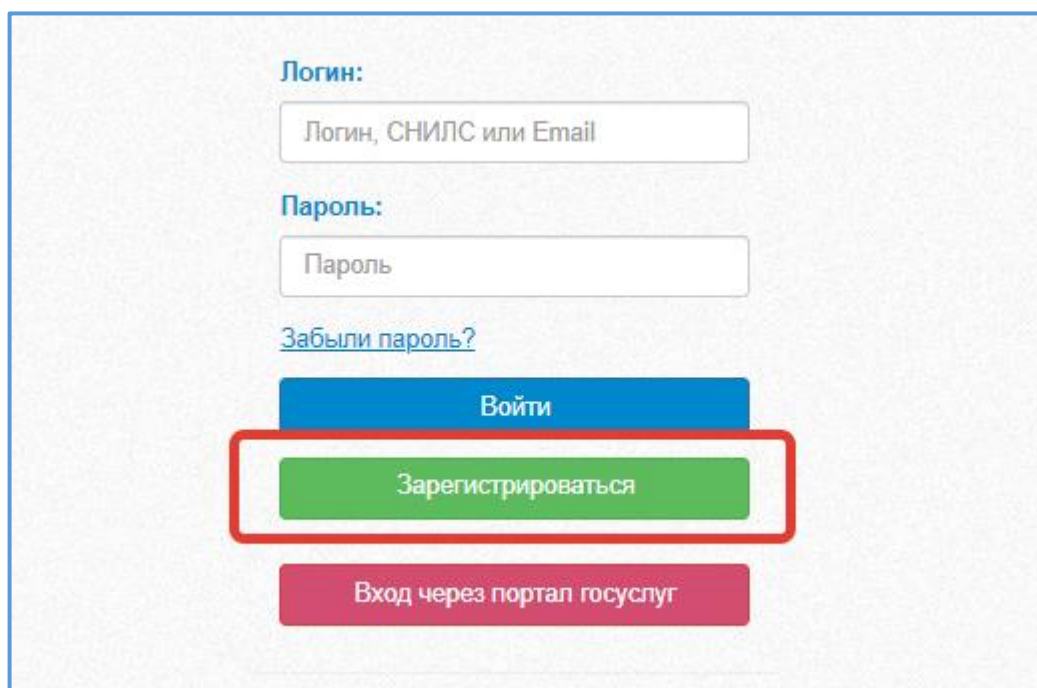 Логин:
Логин, СНИЛС или Email
Пароль:
Пароль
Забыли пароль?
Войти
Зарегистрироваться
Вход через портал госуслуг